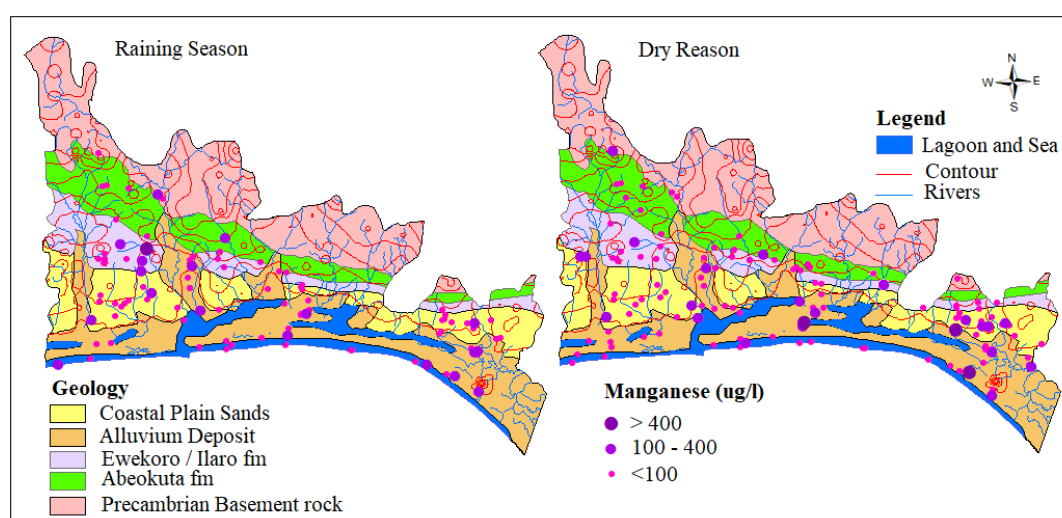 Raining Season
Dry Reason
N
W E
S
Legend
Lagoon and Sea
Contour
Rivers
Geology
Coastal Plain Sands
Alluvium Deposit
Ewekoro / Ilaro fm
Abeokuta fm
Precambrian Basement rock
Manganese (ug/l)
> 400
100 - 400
<100